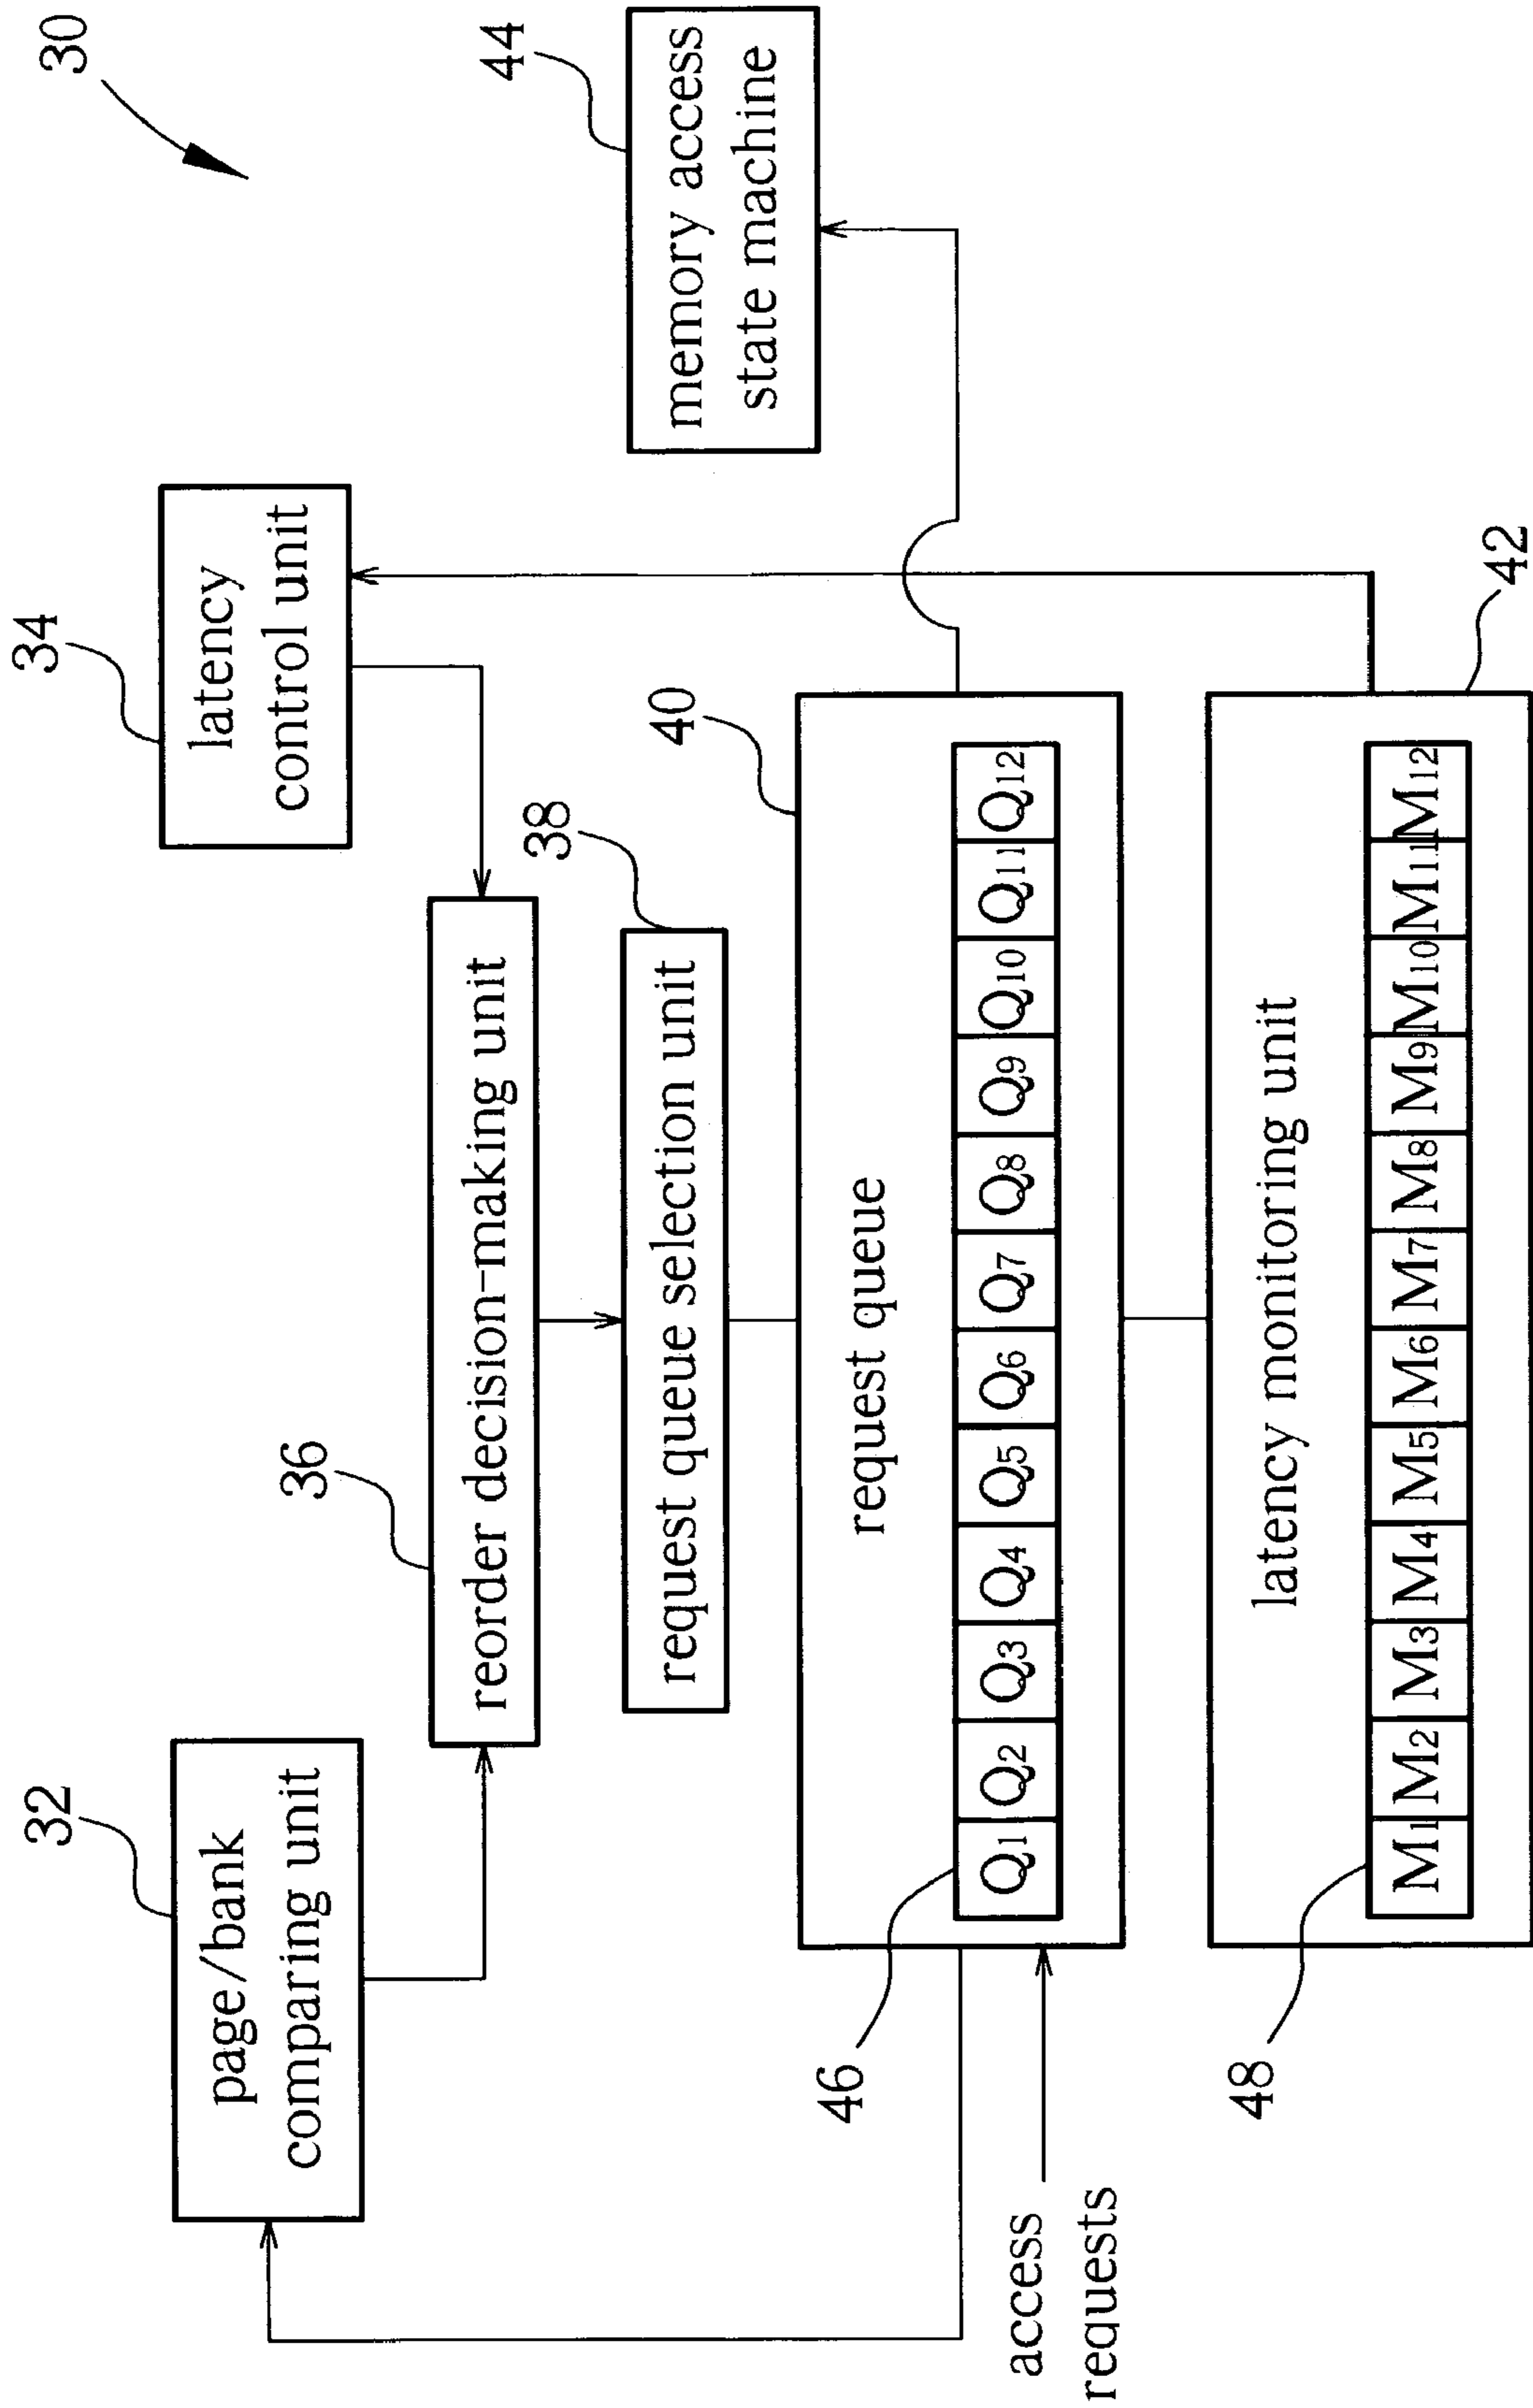 30
32
page/bank
comparing unit
34
latency
control unit
44
memory access
state machine
36
reorder decision-making unit
38
request queue selection unit
40
request queue
46
Q1 Q2 Q3 Q4 Q5 Q6 Q7 Q8 Q9 Q10 Q11 Q12
access
requests
42
latency monitoring unit
48
M1 M2 M3 M4 M5 M6 M7 M8 M9 M10 M11 M12